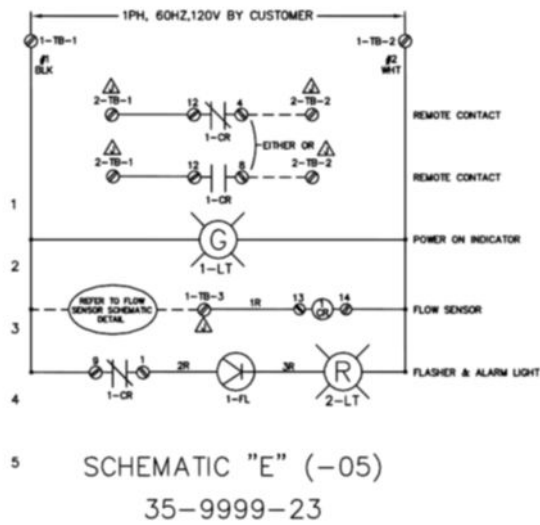 1PH, 60HZ,120V BY CUSTOMER
1-TB-1 1-TB-2
#1 #2
BLK WHT
2-TB-1 12 4 2-TB-2 REMOTE CONTACT
1-CR
EITHER OR
2-TB-1 12 8 2-TB-2 REMOTE CONTACT
1-CR
1
G POWER ON INDICATOR
1-LT
2
REFER TO FLOW
SENSOR SCHEMATIC
DETAIL
1-TB-3 1R 13 1 CR 14 FLOW SENSOR
3
9 1 2R 3R R FLASHER & ALARM LIGHT
1-CR 1-FL 2-LT
4
5
SCHEMATIC "E" (-05)
35-9999-23